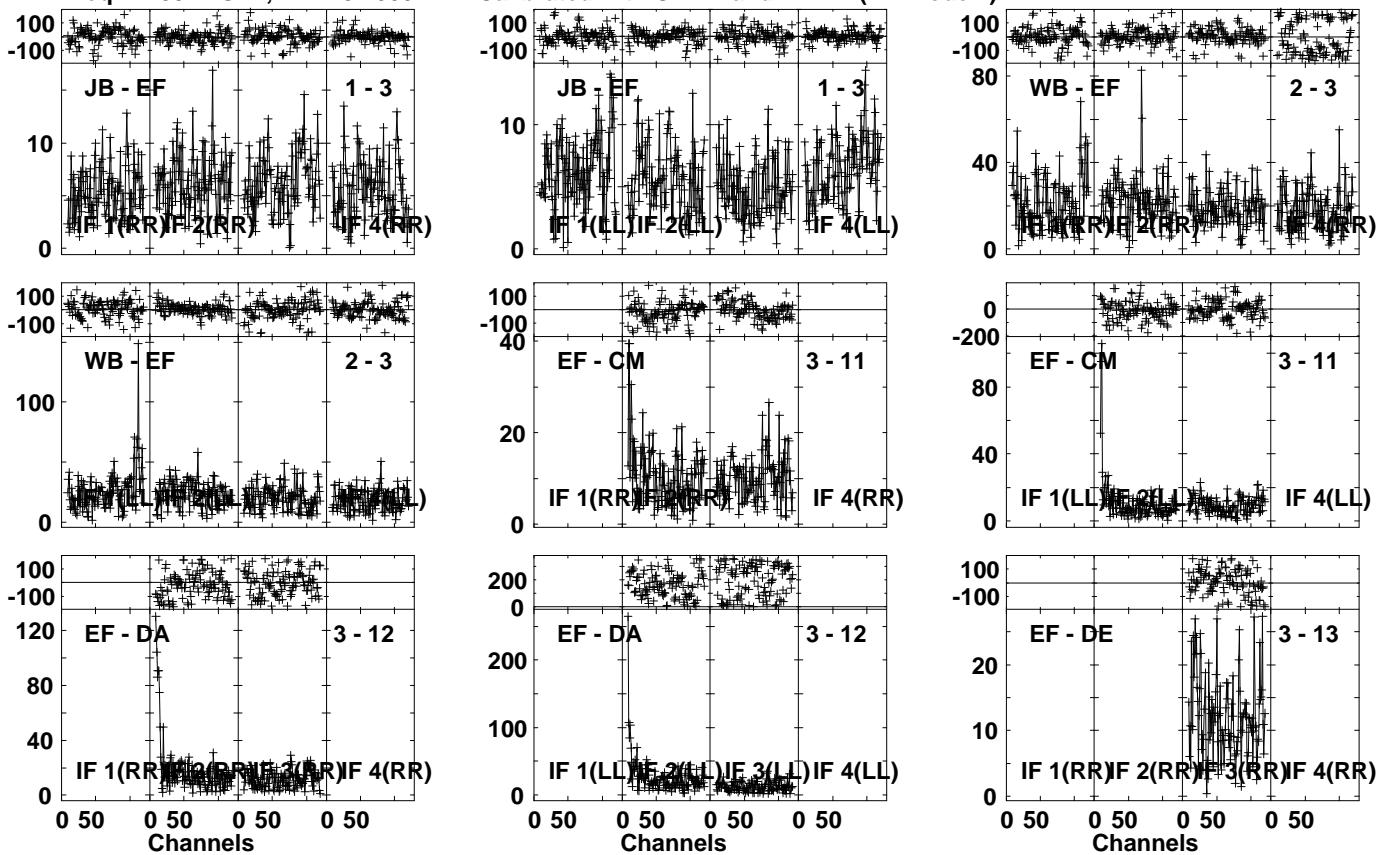 100
-100
JB - EF
1 - 3
10
0
IF 1(RR)
IF 2(RR)
IF 4(RR)
JB - EF
1 - 3
10
0
IF 1(LL)
IF 2(LL)
IF 4(LL)
100
-100
WB - EF
2 - 3
80
40
0
IF 2(RR)
IF 4(RR)
100
-100
WB - EF
2 - 3
100
0
100
-100
EF - CM
3 - 11
40
20
0
IF 1(RR)
IF 2(RR)
IF 4(RR)
0
-200
EF - CM
3 - 11
80
40
0
IF 1(LL)
IF 2(LL)
IF 4(LL)
100
-100
EF - DA
3 - 12
120
80
40
0
IF 1(RR)
IF 2(RR)
IF 3(RR)
IF 4(RR)
200
0
EF - DA
3 - 12
200
100
0
IF 1(LL)
IF 2(LL)
IF 3(LL)
IF 4(LL)
100
-100
EF - DE
3 - 13
20
10
0
IF 1(RR)
IF 2(RR)
IF 3(RR)
IF 4(RR)
0 50 0 50 0 50 0 50
Channels
0 50 0 50 0 50 0 50
Channels
0 50 0 50 0 50 0 50
Channels